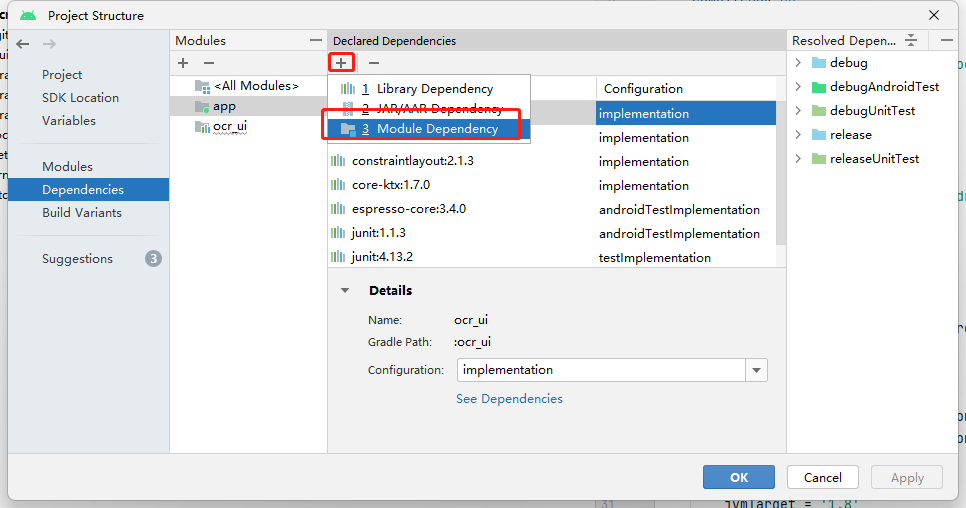 Project Structure
Project
SDK Location
Variables
Modules
Dependencies
Build Variants
Suggestions
3
Modules
<All Modules>
app
ocr_ui
Declared Dependencies
1 Library Dependency
2 JAR/AAR Dependency
3 Module Dependency
Configuration
implementation
implementation
constraintlayout:2.1.3 implementation
core-ktx:1.7.0 implementation
espresso-core:3.4.0 androidTestImplementation
junit:1.1.3 androidTestImplementation
junit:4.13.2 testImplementation
Details
Name: ocr_ui
Gradle Path: :ocr_ui
Configuration: implementation
See Dependencies
Resolved Depen...
debug
debugAndroidTest
debugUnitTest
release
releaseUnitTest
OK Cancel Apply
31 jvmTarget = '1.8'